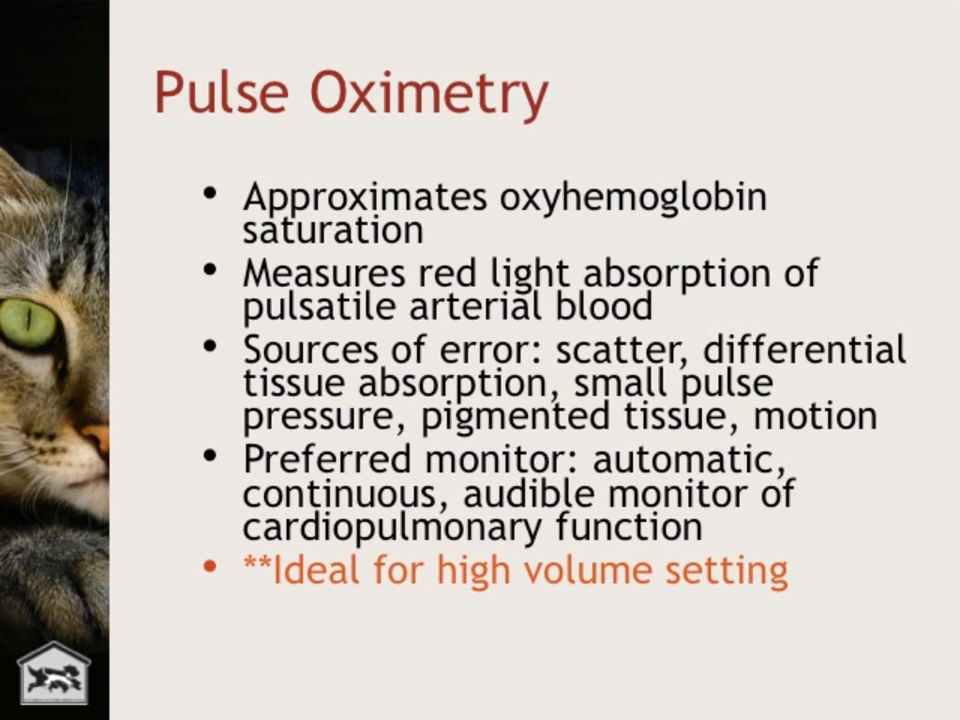 Pulse Oximetry
• Approximates oxyhemoglobin
saturation
• Measures red light absorption of
pulsatile arterial blood
• Sources of error: scatter, differential
tissue absorption, small pulse
pressure, pigmented tissue, motion
• Preferred monitor: automatic,
continuous, audible monitor of
cardiopulmonary function
• **Ideal for high volume setting